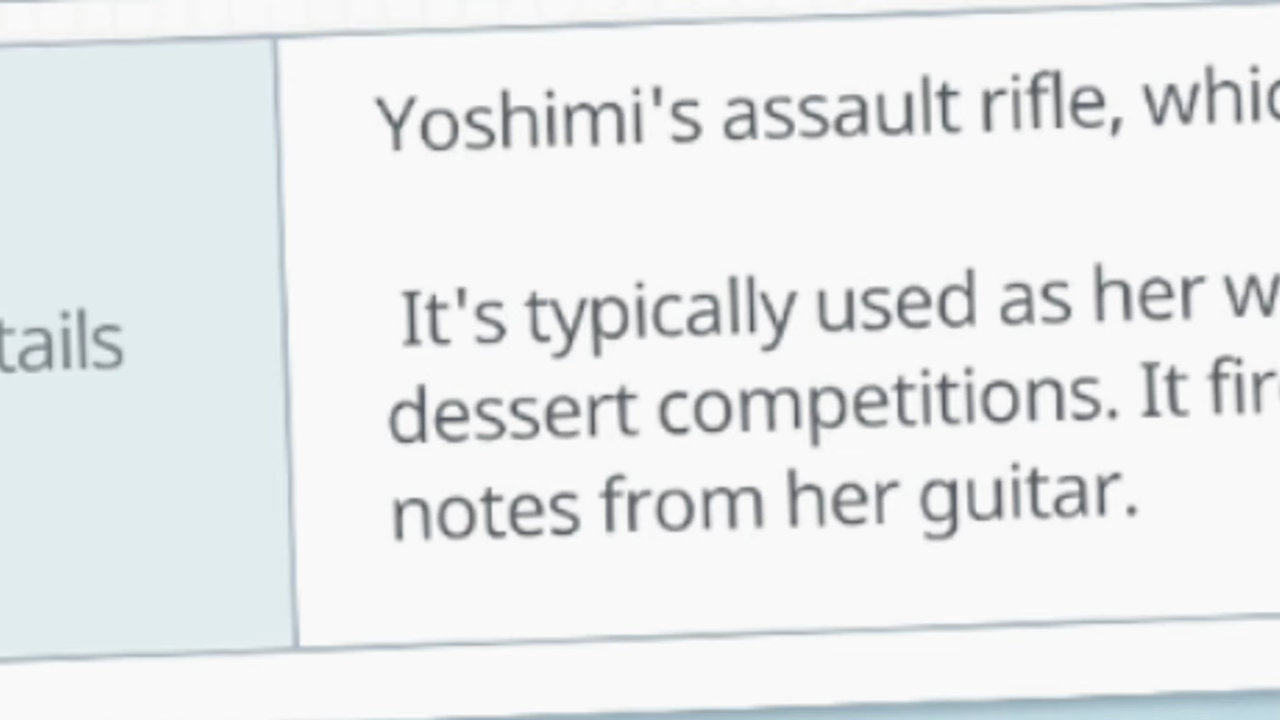 Yoshimi's assault rifle,
It's typically used as her
tails
dessert competitions. It
notes from her guitar.